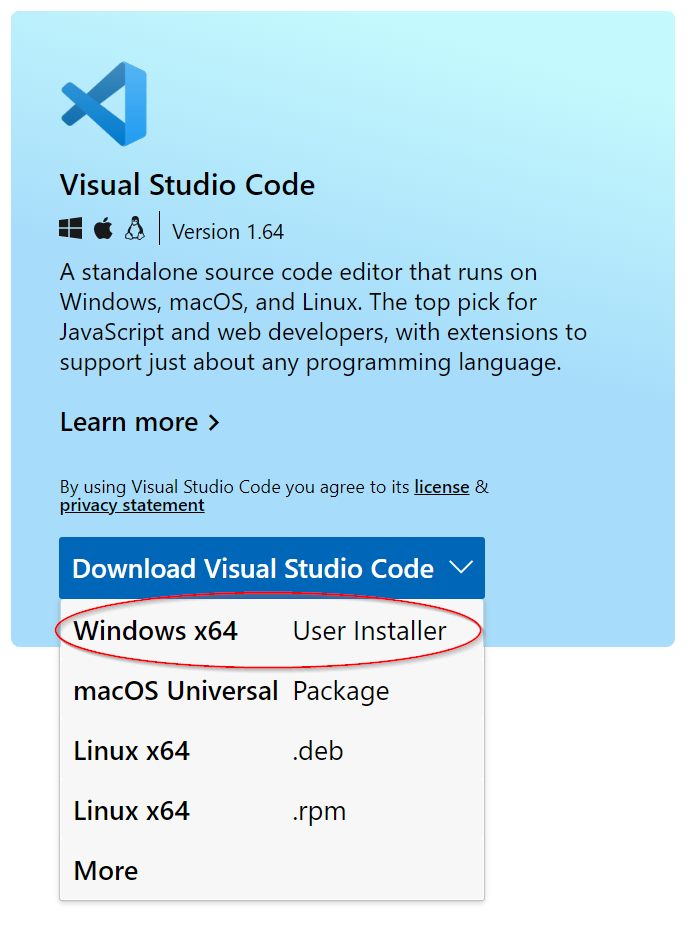 Visual Studio Code
Version 1.64
A standalone source code editor that runs on
Windows, macOS, and Linux. The top pick for
JavaScript and web developers, with extensions to
support just about any programming language.
Learn more
By using Visual Studio Code you agree to its license &
privacy statement
Download Visual Studio Code
Windows x64 User Installer
macOS Universal Package
Linux x64 .deb
Linux x64 .rpm
More